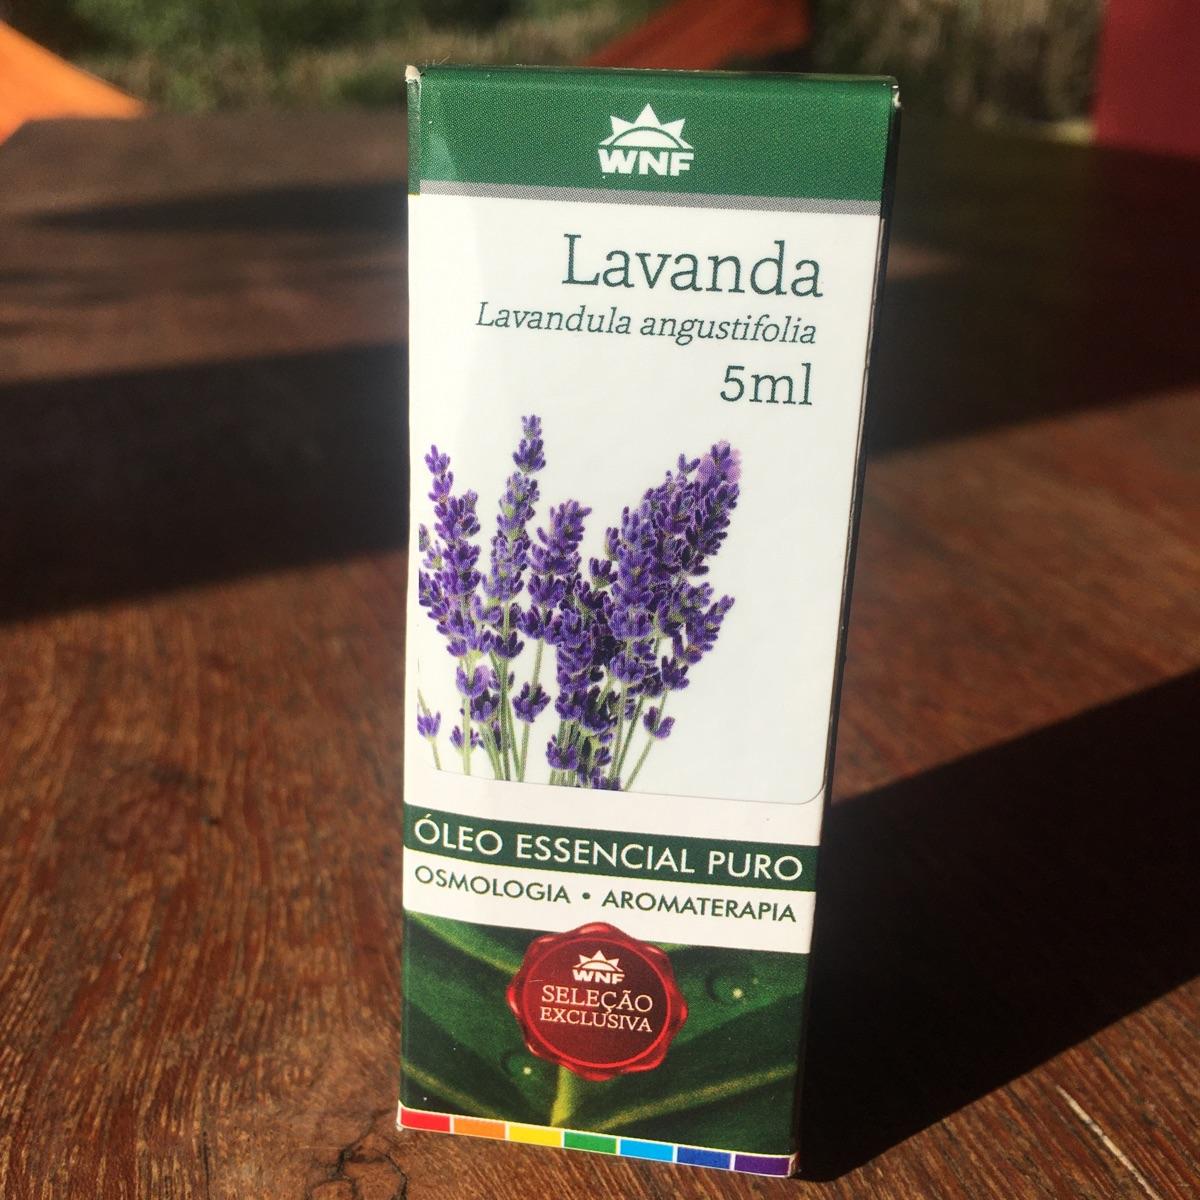 WNF
Lavanda
Lavandula angustifolia
5ml
ÓLEO ESSENCIAL PURO
OSMOLOGIA • AROMATERAPIA
WNF
SELEÇÃO
EXCLUSIVA